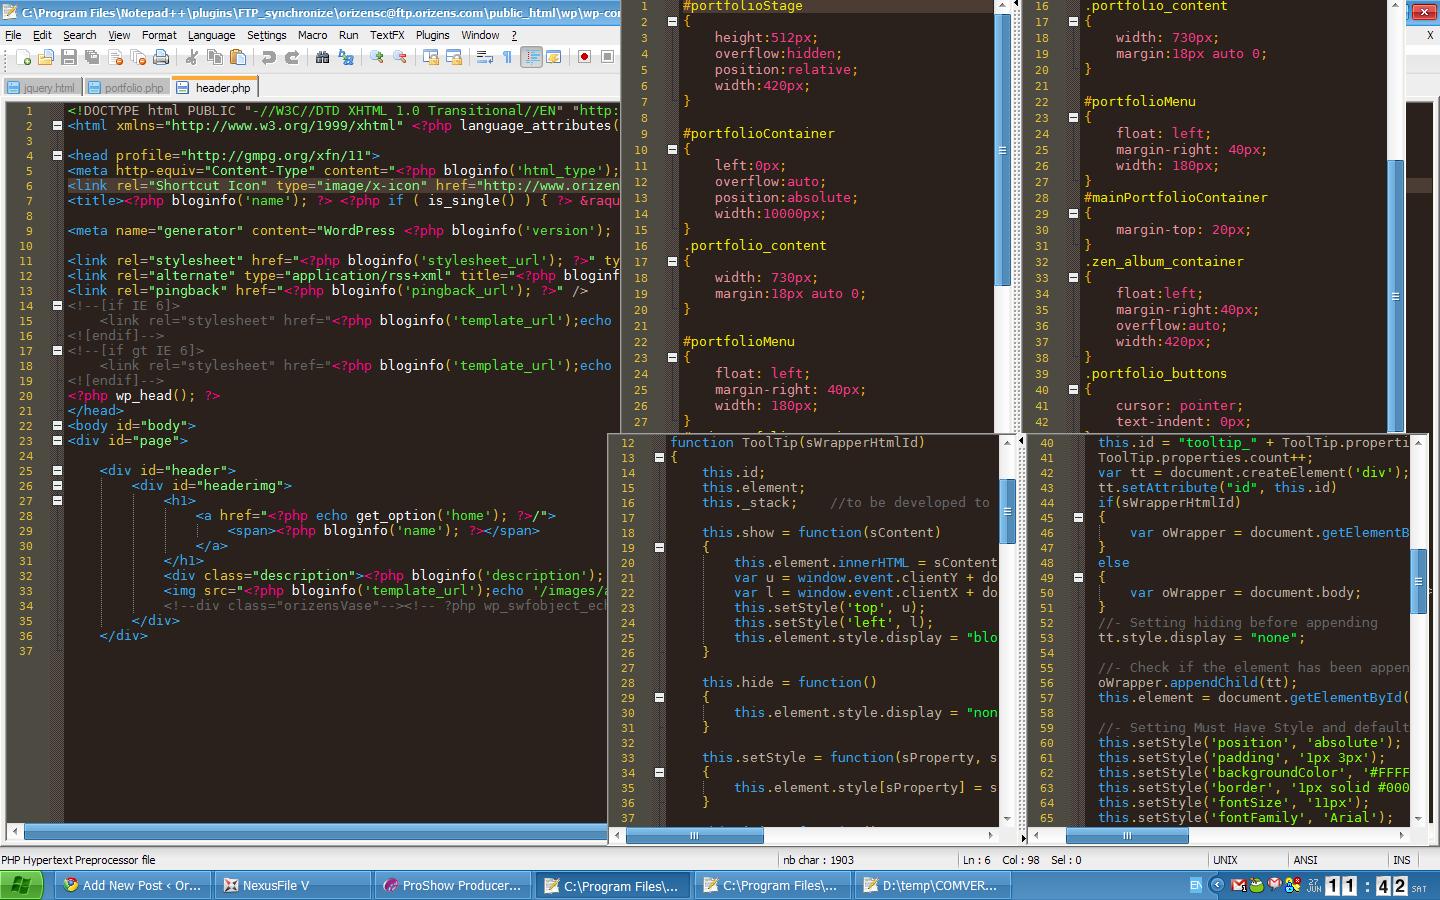 C:\Program Files\Notepad++\plugins\FTP_synchronize\orizensc@ftp.orizens.com\public_html\wp\wp-con
File Edit Search View Format Language Settings Macro Run TextFX Plugins Window ?
X
jquery.html portfolio.php header.php
1 <!DOCTYPE html PUBLIC "-//W3C//DTD XHTML 1.0 Transitional//EN" "http:
2 <html xmlns="http://www.w3.org/1999/xhtml" <?php language_attributes(
3
4 <head profile="http://gmpg.org/xfn/11">
5 <meta http-equiv="Content-Type" content="<?php bloginfo('html_type');
6 <link rel="Shortcut Icon" type="image/x-icon" href="http://www.orizen
7 <title><?php bloginfo('name'); ?> <?php if ( is_single() ) { ?> &raqu
8
9 <meta name="generator" content="WordPress <?php bloginfo('version');
10
11 <link rel="stylesheet" href="<?php bloginfo('stylesheet_url'); ?>" ty
12 <link rel="alternate" type="application/rss+xml" title="<?php bloginf
13 <link rel="pingback" href="<?php bloginfo('pingback_url'); ?>" />
14 <!--[if IE 6]>
15 <link rel="stylesheet" href="<?php bloginfo('template_url');echo
16 <![endif]-->
17 <!--[if gt IE 6]>
18 <link rel="stylesheet" href="<?php bloginfo('template_url');echo
19 <![endif]-->
20 <?php wp_head(); ?>
21 </head>
22 <body id="body">
23 <div id="page">
24
25 <div id="header">
26 <div id="headerimg">
27 <h1>
28 <a href="<?php echo get_option('home'); ?>/">
29 <span><?php bloginfo('name'); ?></span>
30 </a>
31 </h1>
32 <div class="description"><?php bloginfo('description');
33 <img src="<?php bloginfo('template_url');echo '/images/a
34 <!--div class="orizensVase"--><!-- ?php wp_swfobject_ech
35 </div>
36 </div>
37
1 #portfolioStage
2 {
3 height:512px;
4 overflow:hidden;
5 position:relative;
6 width:420px;
7 }
8
9 #portfolioContainer
10 {
11 left:0px;
12 overflow:auto;
13 position:absolute;
14 width:10000px;
15 }
16 .portfolio_content
17 {
18 width: 730px;
19 margin:18px auto 0;
20 }
21
22 #portfolioMenu
23 {
24 float: left;
25 margin-right: 40px;
26 width: 180px;
27 }
16 .portfolio_content
17 {
18 width: 730px;
19 margin:18px auto 0;
20 }
21
22 #portfolioMenu
23 {
24 float: left;
25 margin-right: 40px;
26 width: 180px;
27 }
28 #mainPortfolioContainer
29 {
30 margin-top: 20px;
31 }
32 .zen_album_container
33 {
34 float:left;
35 margin-right:40px;
36 overflow:auto;
37 width:420px;
38 }
39 .portfolio_buttons
40 {
41 cursor: pointer;
42 text-indent: 0px;
12 function ToolTip(sWrapperHtmlId)
13 {
14 this.id;
15 this.element;
16 this._stack; //to be developed to
17
18 this.show = function(sContent)
19 {
20 this.element.innerHTML = sContent
21 var u = window.event.clientY + do
22 var l = window.event.clientX + do
23 this.setStyle('top', u);
24 this.setStyle('left', l);
25 this.element.style.display = "blo
26 }
27
28 this.hide = function()
29 {
30 this.element.style.display = "non
31 }
32
33 this.setStyle = function(sProperty, s
34 {
35 this.element.style[sProperty] = s
36 }
37
40 this.id = "tooltip_" + ToolTip.properti
41 ToolTip.properties.count++;
42 var tt = document.createElement('div');
43 tt.setAttribute("id", this.id)
44 if(sWrapperHtmlId)
45 {
46 var oWrapper = document.getElementB
47 }
48 else
49 {
50 var oWrapper = document.body;
51 }
52 //- Setting hiding before appending
53 tt.style.display = "none";
54
55 //- Check if the element has been appen
56 oWrapper.appendChild(tt);
57 this.element = document.getElementById(
58
59 //- Setting Must Have Style and default
60 this.setStyle('position', 'absolute');
61 this.setStyle('padding', '1px 3px');
62 this.setStyle('backgroundColor', '#FFFF
63 this.setStyle('border', '1px solid #000
64 this.setStyle('fontSize', '11px');
65 this.setStyle('fontFamily', 'Arial');
PHP Hypertext Preprocessor file nb char : 1903 Ln : 6 Col : 98 Sel : 0 UNIX ANSI INS
Add New Post ‹ Or... NexusFile V ProShow Producer... C:\Program Files\... C:\Program Files\... D:\temp\COMVER... EN 27 JUN 11:42 SAT